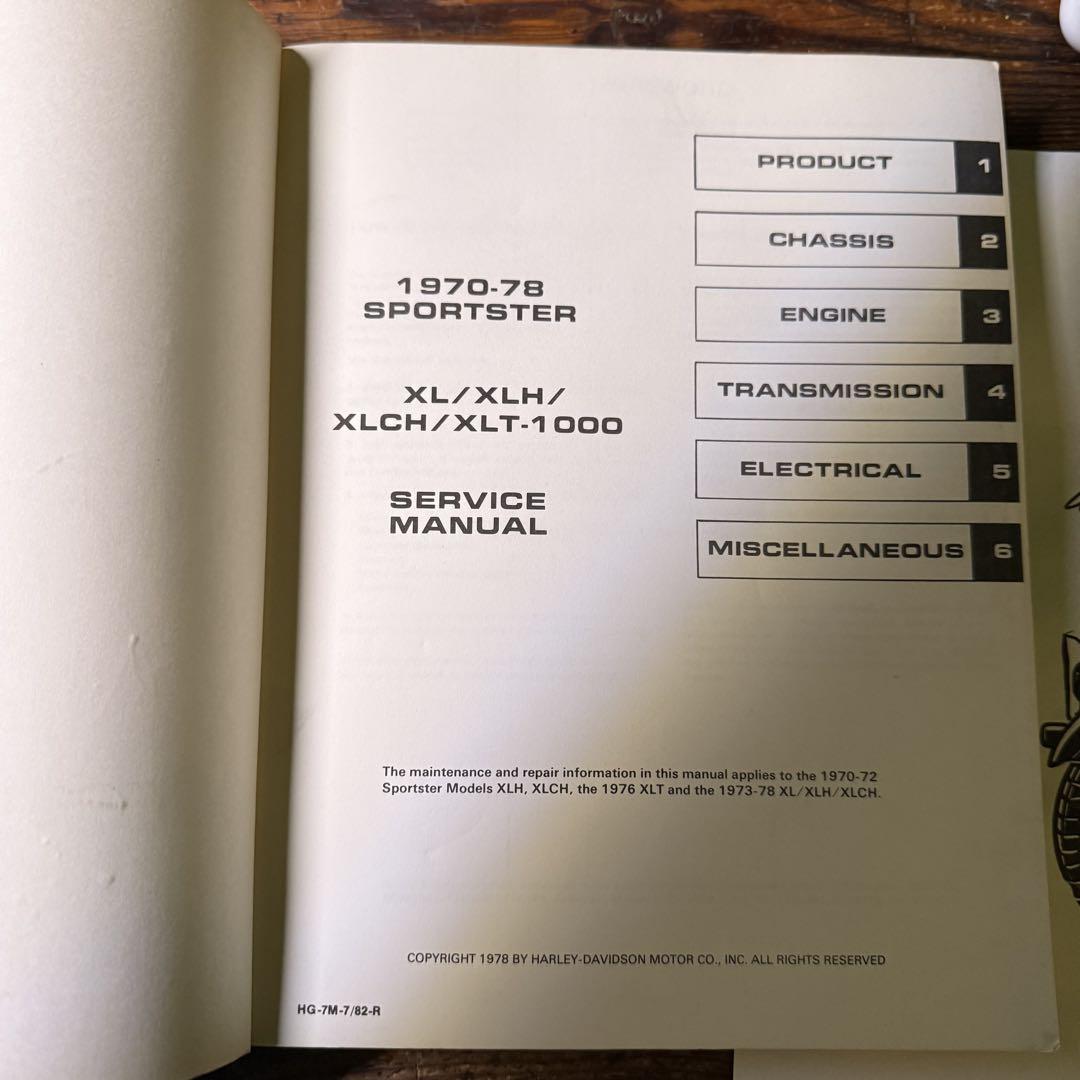 1970-78
SPORTSTER
XL/XLH/
XLCH/XLT-1000
SERVICE
MANUAL
PRODUCT 1
CHASSIS 2
ENGINE 3
TRANSMISSION 4
ELECTRICAL 5
MISCELLANEOUS 6
The maintenance and repair information in this manual applies to the 1970-72
Sportster Models XLH, XLCH, the 1976 XLT and the 1973-78 XL/XLH/XLCH.
COPYRIGHT 1978 BY HARLEY-DAVIDSON MOTOR CO., INC. ALL RIGHTS RESERVED
HG-7M-7/82-R